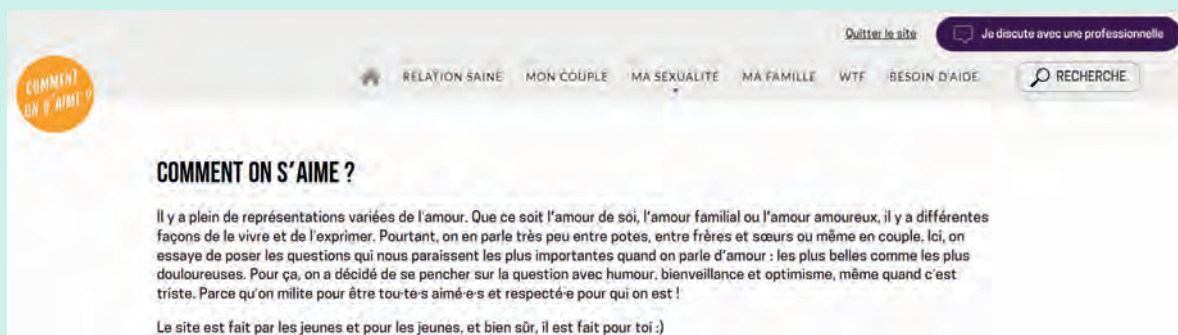 Quitter le site
Je discute avec une professionnelle
COMMENT
ON S'AIME ?
RELATION SAINE MON COUPLE MA SEXUALITÉ MA FAMILLE WTF BESOIN D'AIDE
RECHERCHE
COMMENT ON S'AIME ?
Il y a plein de représentations variées de l'amour. Que ce soit l'amour de soi, l'amour familial ou l'amour amoureux, il y a différentes
façons de le vivre et de l'exprimer. Pourtant, on en parle très peu entre potes, entre frères et sœurs ou même en couple. Ici, on
essaye de poser les questions qui nous paraissent les plus importantes quand on parle d'amour : les plus belles comme les plus
douloureuses. Pour ça, on a décidé de se pencher sur la question avec humour, bienveillance et optimisme, même quand c'est
triste. Parce qu'on milite pour être tou·te·s aimé·e·s et respecté·e pour qui on est !
Le site est fait par les jeunes et pour les jeunes, et bien sûr, il est fait pour toi :)